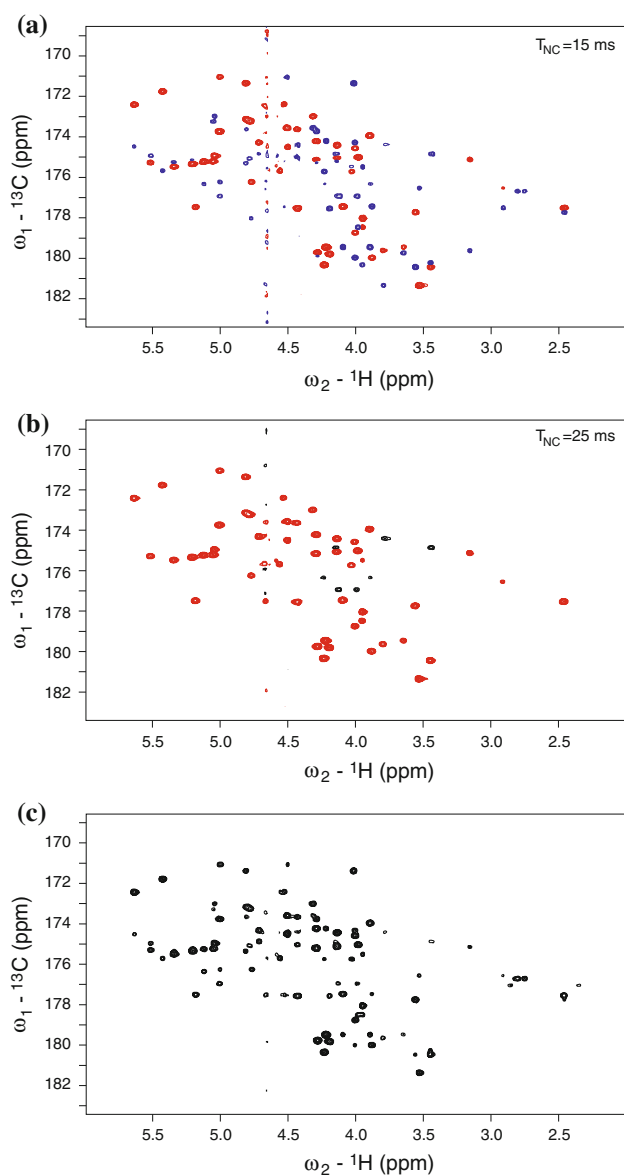 (a)
T_NC=15 ms
170
172
174
176
178
180
182
ω₁ - ¹³C (ppm)
5.5 5.0 4.5 4.0 3.5 3.0 2.5
ω₂ - ¹H (ppm)
(b)
T_NC=25 ms
170
172
174
176
178
180
182
ω₁ - ¹³C (ppm)
5.5 5.0 4.5 4.0 3.5 3.0 2.5
ω₂ - ¹H (ppm)
(c)
170
172
174
176
178
180
182
ω₁ - ¹³C (ppm)
5.5 5.0 4.5 4.0 3.5 3.0 2.5
ω₂ - ¹H (ppm)